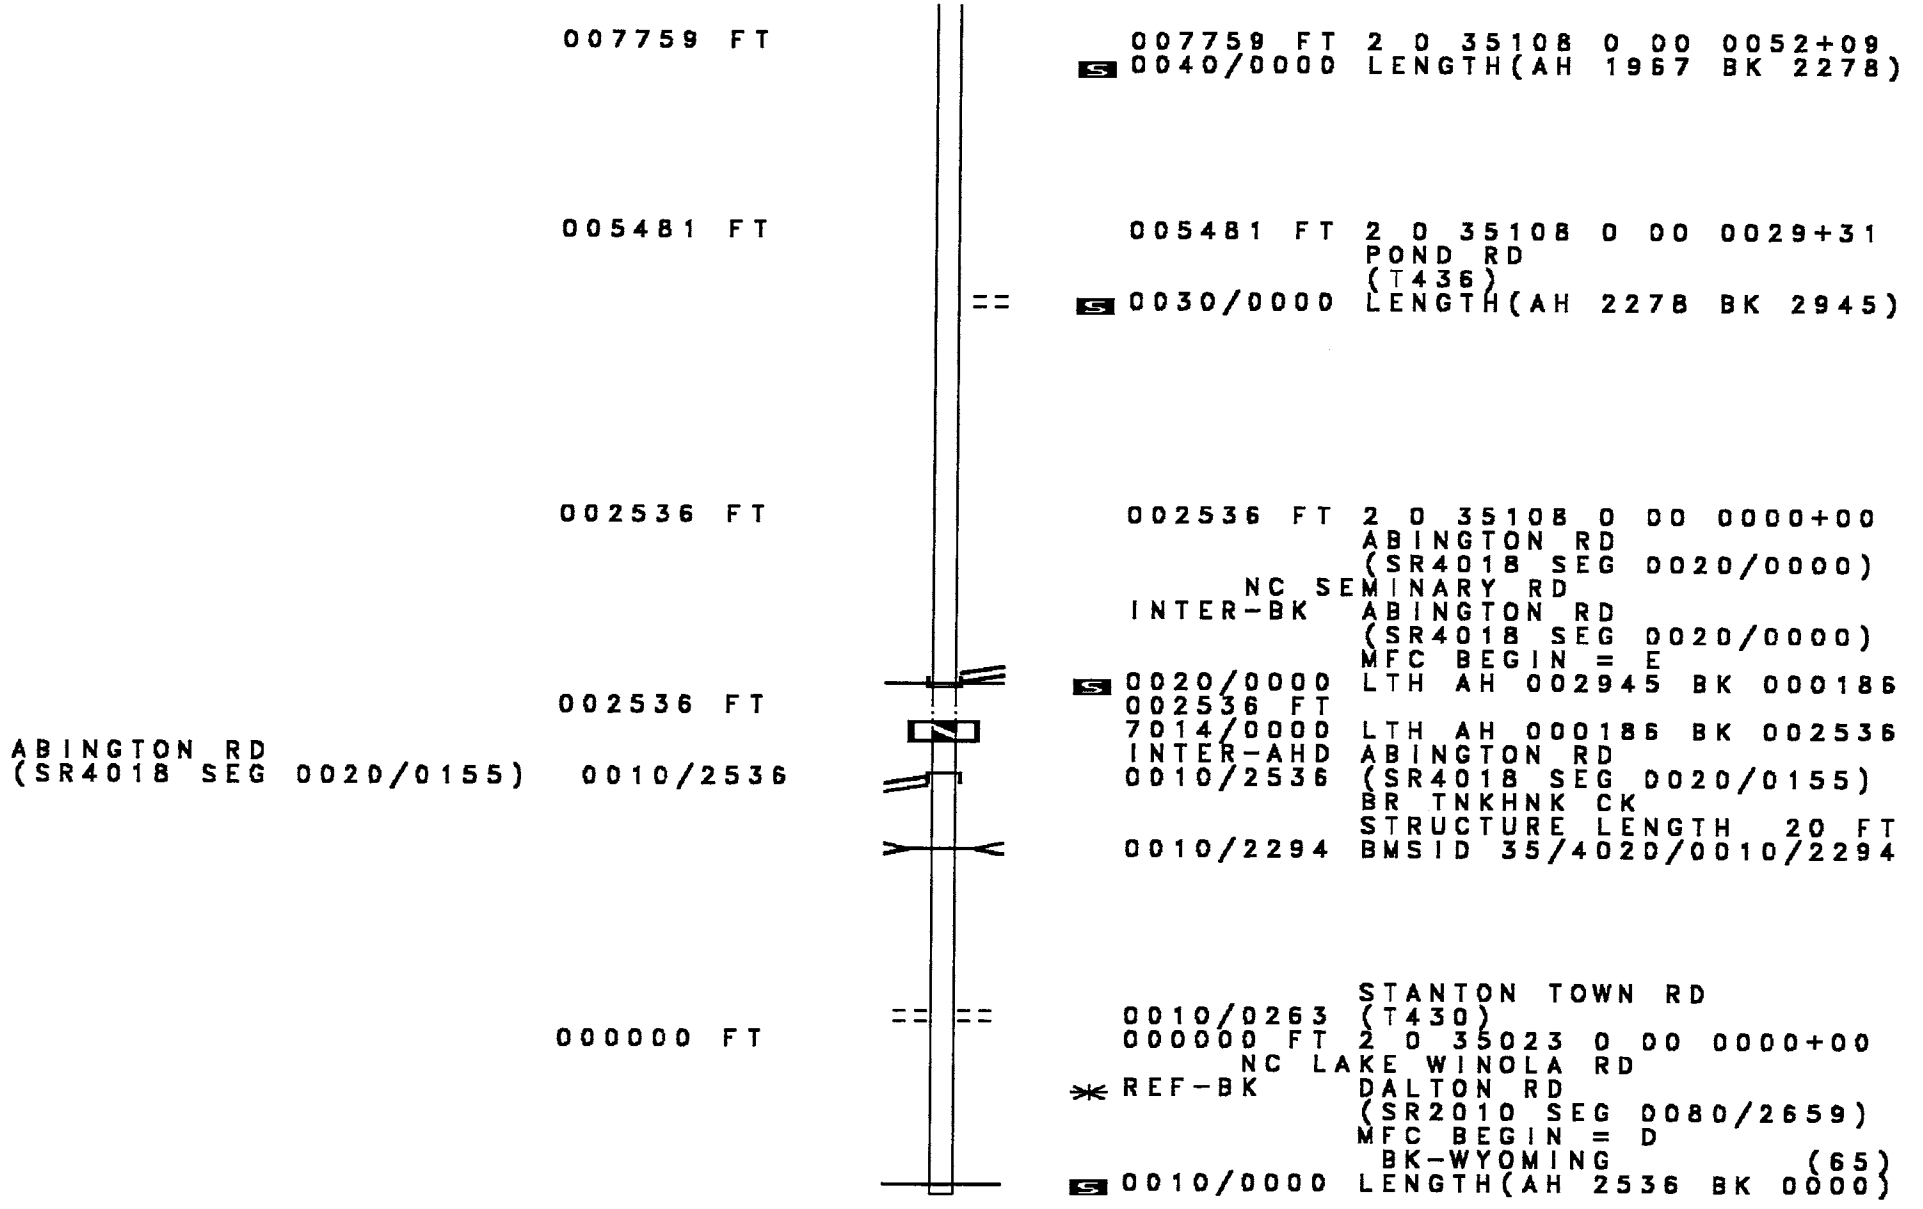 007759 FT 007759 FT 2 0 35108 0 00 0052+09
S 0040/0000 LENGTH(AH 1967 BK 2278)
005481 FT 005481 FT 2 0 35108 0 00 0029+31
POND RD
(T436)
S 0030/0000 LENGTH(AH 2278 BK 2945)
002536 FT 002536 FT 2 0 35108 0 00 0000+00
ABINGTON RD
(SR4018 SEG 0020/0000)
NC SEMINARY RD
INTER-BK ABINGTON RD
(SR4018 SEG 0020/0000)
MFC BEGIN = E
S 0020/0000 LTH AH 002945 BK 000186
002536 FT 002536 FT
7014/0000 LTH AH 000186 BK 002536
ABINGTON RD INTER-AHD ABINGTON RD
(SR4018 SEG 0020/0155) 0010/2536 0010/2536 (SR4018 SEG 0020/0155)
BR TNKHNK CK
STRUCTURE LENGTH 20 FT
0010/2294 BMSID 35/4020/0010/2294
STANTON TOWN RD
0010/0263 (T430)
000000 FT 000000 FT 2 0 35023 0 00 0000+00
NC LAKE WINOLA RD
REF-BK DALTON RD
(SR2010 SEG 0080/2659)
MFC BEGIN = D
BK-WYOMING (65)
S 0010/0000 LENGTH(AH 2536 BK 0000)